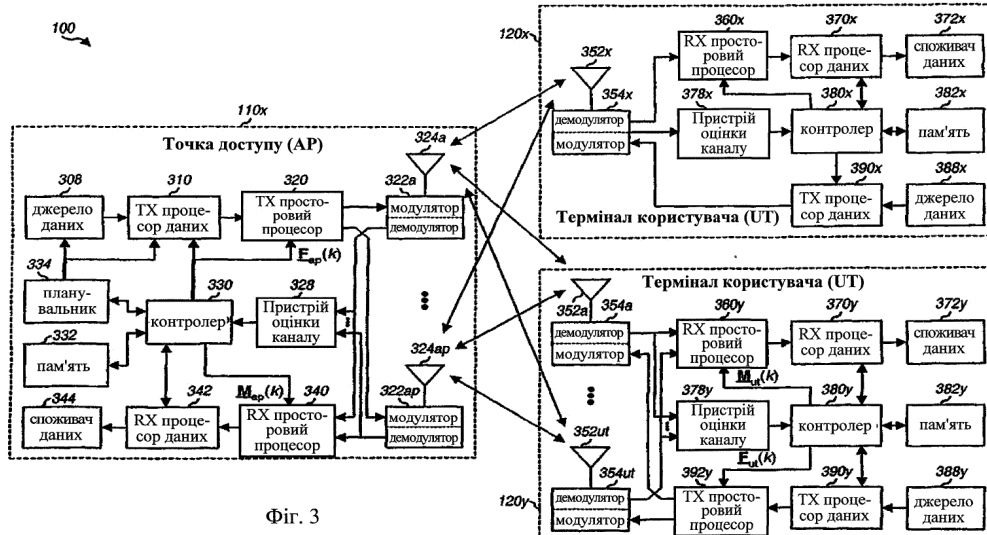 100
110x
Точка доступу (AP)
308
джерело
даних
310
TX проце-
сор даних
320
TX просто-
ровий
процесор
322a
324a
модулятор
демодулятор
F_ap(k)
334
плану-
вальник
330
контролер
328
Пристрій
оцінки
каналу
332
пам'ять
M_ap(k)
324ap
322ap
модулятор
демодулятор
344
споживач
даних
342
RX проце-
сор даних
340
RX просто-
ровий
процесор
Фіг. 3
120x
352x
354x
демодулятор
модулятор
360x
RX просто-
ровий
процесор
370x
RX проце-
сор даних
372x
споживач
даних
378x
Пристрій
оцінки
каналу
380x
контролер
382x
пам'ять
390x
TX проце-
сор даних
388x
джерело
даних
Термінал користувача (UT)
Термінал користувача (UT)
352a
354a
демодулятор
модулятор
360y
RX просто-
ровий
процесор
370y
RX проце-
сор даних
372y
споживач
даних
M_ut(k)
378y
Пристрій
оцінки
каналу
380y
контролер
382y
пам'ять
F_ut(k)
352ut
354ut
демодулятор
модулятор
392y
TX просто-
ровий
процесор
390y
TX проце-
сор даних
388y
джерело
даних
120y